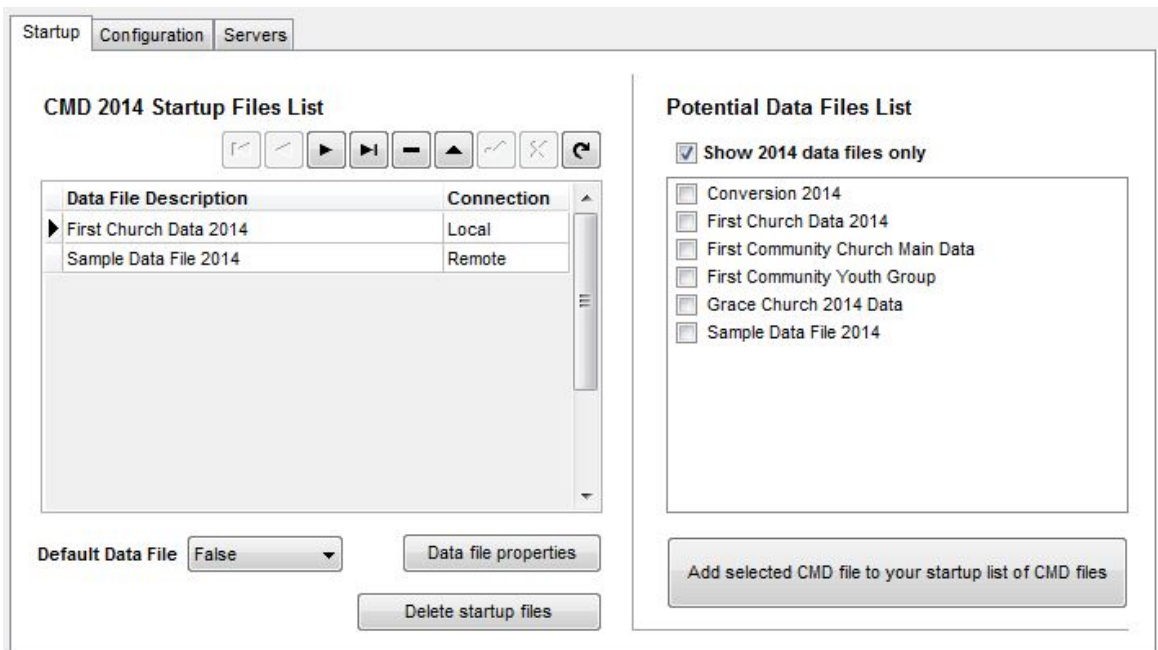 Startup Configuration Servers
CMD 2014 Startup Files List
Data File Description Connection
First Church Data 2014 Local
Sample Data File 2014 Remote
Default Data File False Data file properties
Delete startup files
Potential Data Files List
Show 2014 data files only
Conversion 2014
First Church Data 2014
First Community Church Main Data
First Community Youth Group
Grace Church 2014 Data
Sample Data File 2014
Add selected CMD file to your startup list of CMD files